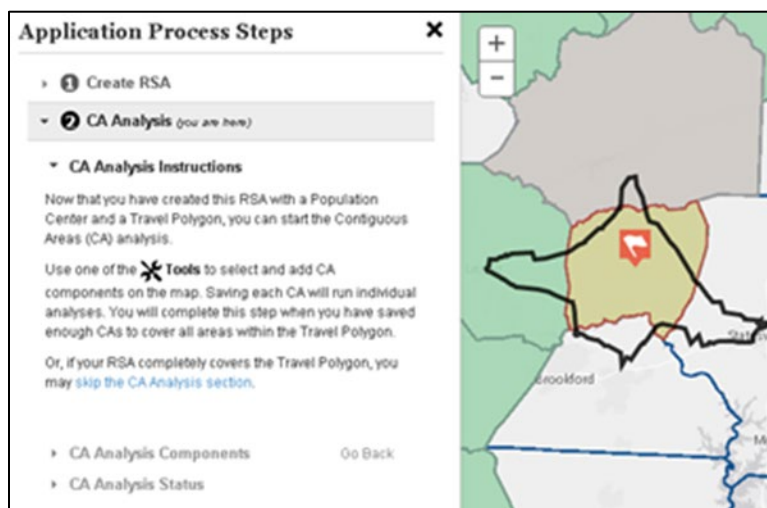 Application Process Steps
1 Create RSA
2 CA Analysis (you are here)
CA Analysis Instructions
Now that you have created this RSA with a Population
Center and a Travel Polygon, you can start the Contiguous
Areas (CA) analysis.
Use one of the Tools to select and add CA
components on the map. Saving each CA will run individual
analyses. You will complete this step when you have saved
enough CAs to cover all areas within the Travel Polygon.
Or, if your RSA completely covers the Travel Polygon, you
may skip the CA Analysis section.
CA Analysis Components Go Back
CA Analysis Status
+
−